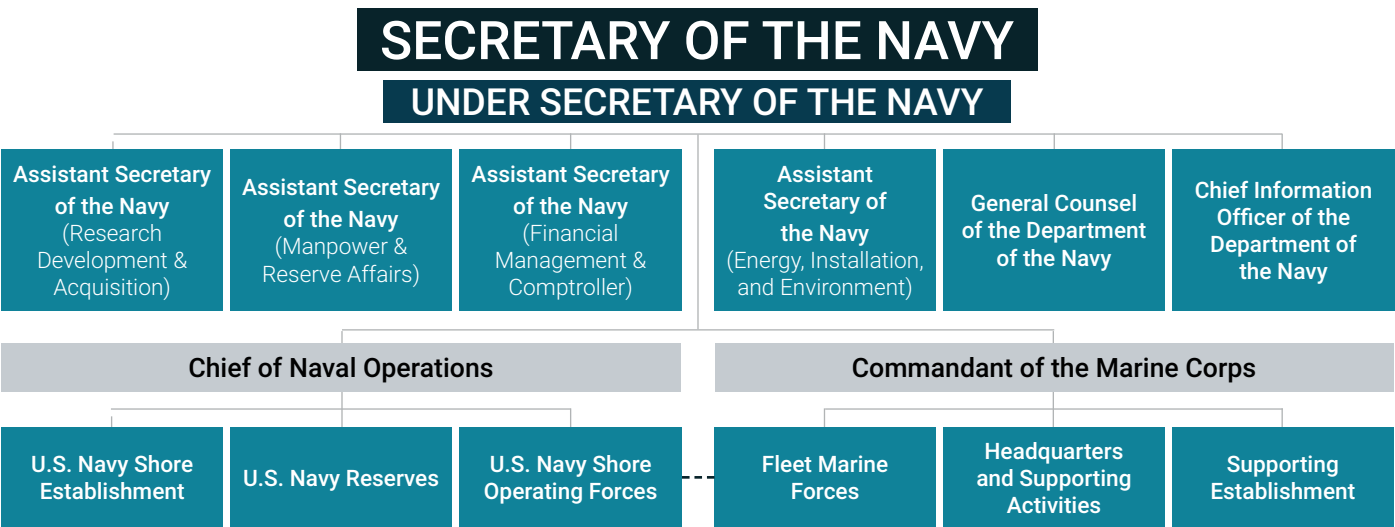 SECRETARY OF THE NAVY
UNDER SECRETARY OF THE NAVY
Assistant Secretary
of the Navy
(Research
Development &
Acquisition)
Assistant Secretary
of the Navy
(Manpower &
Reserve Affairs)
Assistant Secretary
of the Navy
(Financial
Management &
Comptroller)
Assistant
Secretary of
the Navy
(Energy, Installation,
and Environment)
General Counsel
of the Department
of the Navy
Chief Information
Officer of the
Department of
the Navy
Chief of Naval Operations
Commandant of the Marine Corps
U.S. Navy Shore
Establishment
U.S. Navy Reserves
U.S. Navy Shore
Operating Forces
Fleet Marine
Forces
Headquarters
and Supporting
Activities
Supporting
Establishment